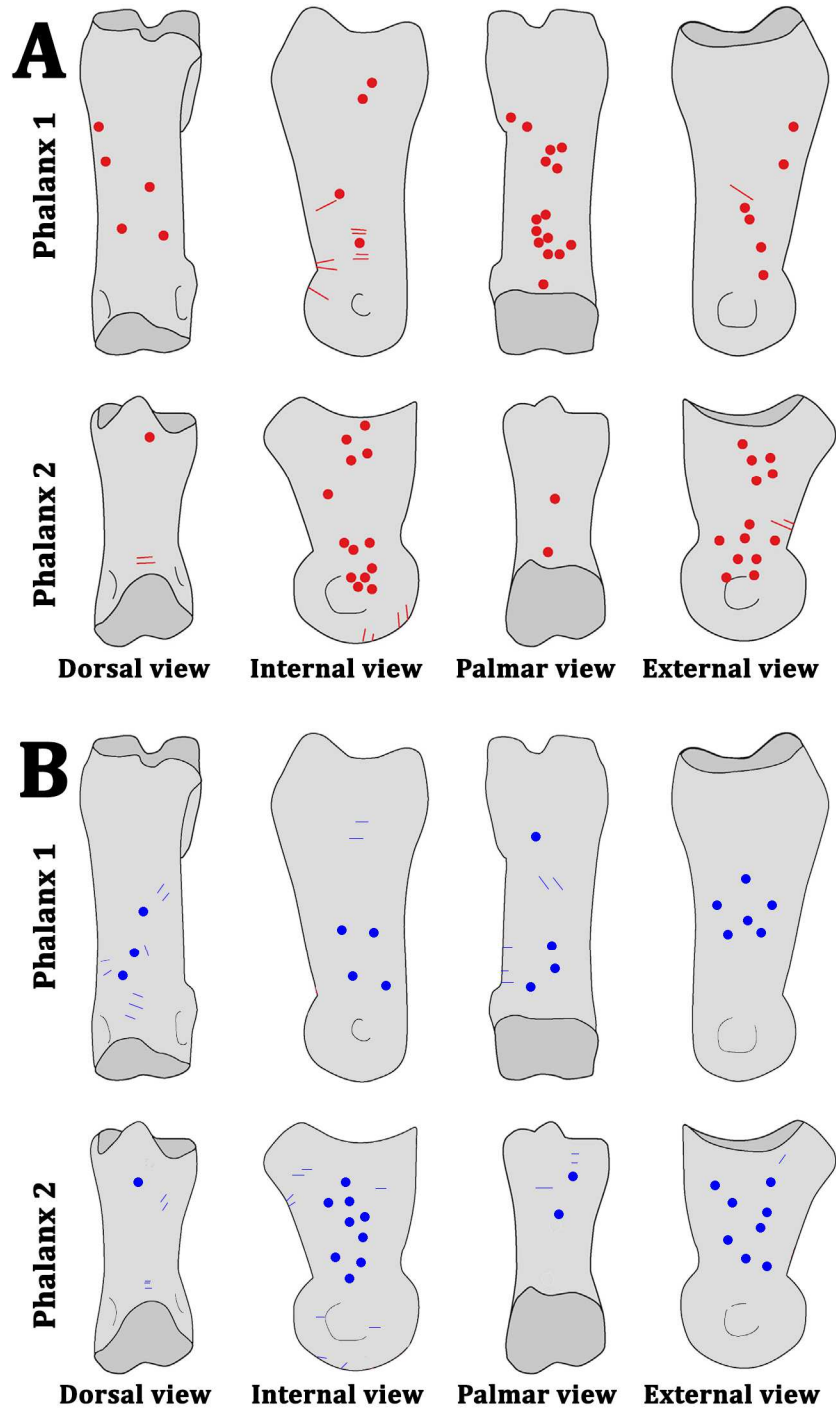 A
Phalanx 1
Phalanx 2
Dorsal view Internal view Palmar view External view
B
Phalanx 1
Phalanx 2
Dorsal view Internal view Palmar view External view